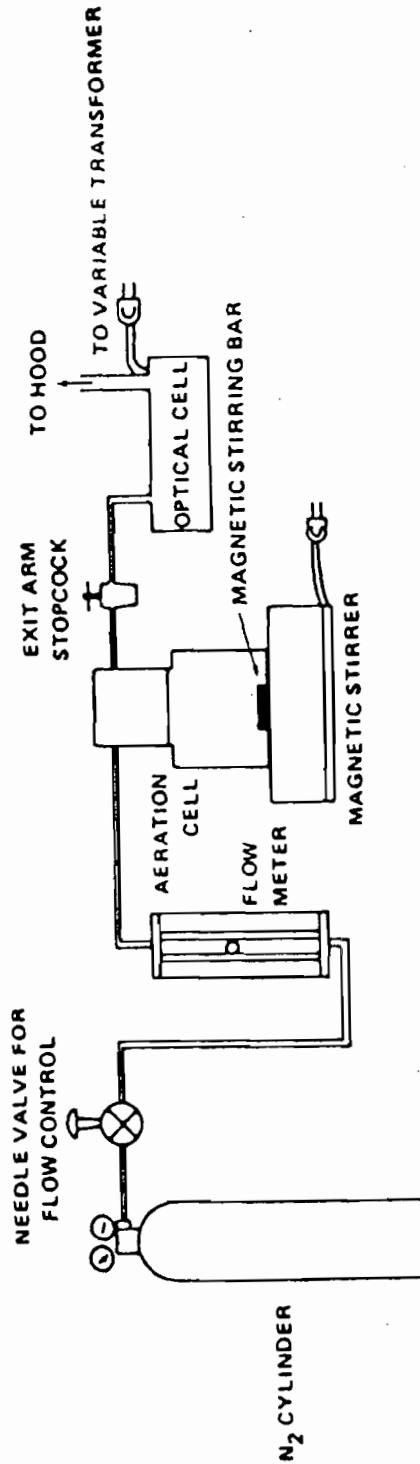 N2 CYLINDER
NEEDLE VALVE FOR
FLOW CONTROL
FLOW
METER
AERATION
CELL
EXIT ARM
STOPCOCK
MAGNETIC STIRRER
MAGNETIC STIRRING BAR
OPTICAL CELL
TO HOOD
TO VARIABLE TRANSFORMER